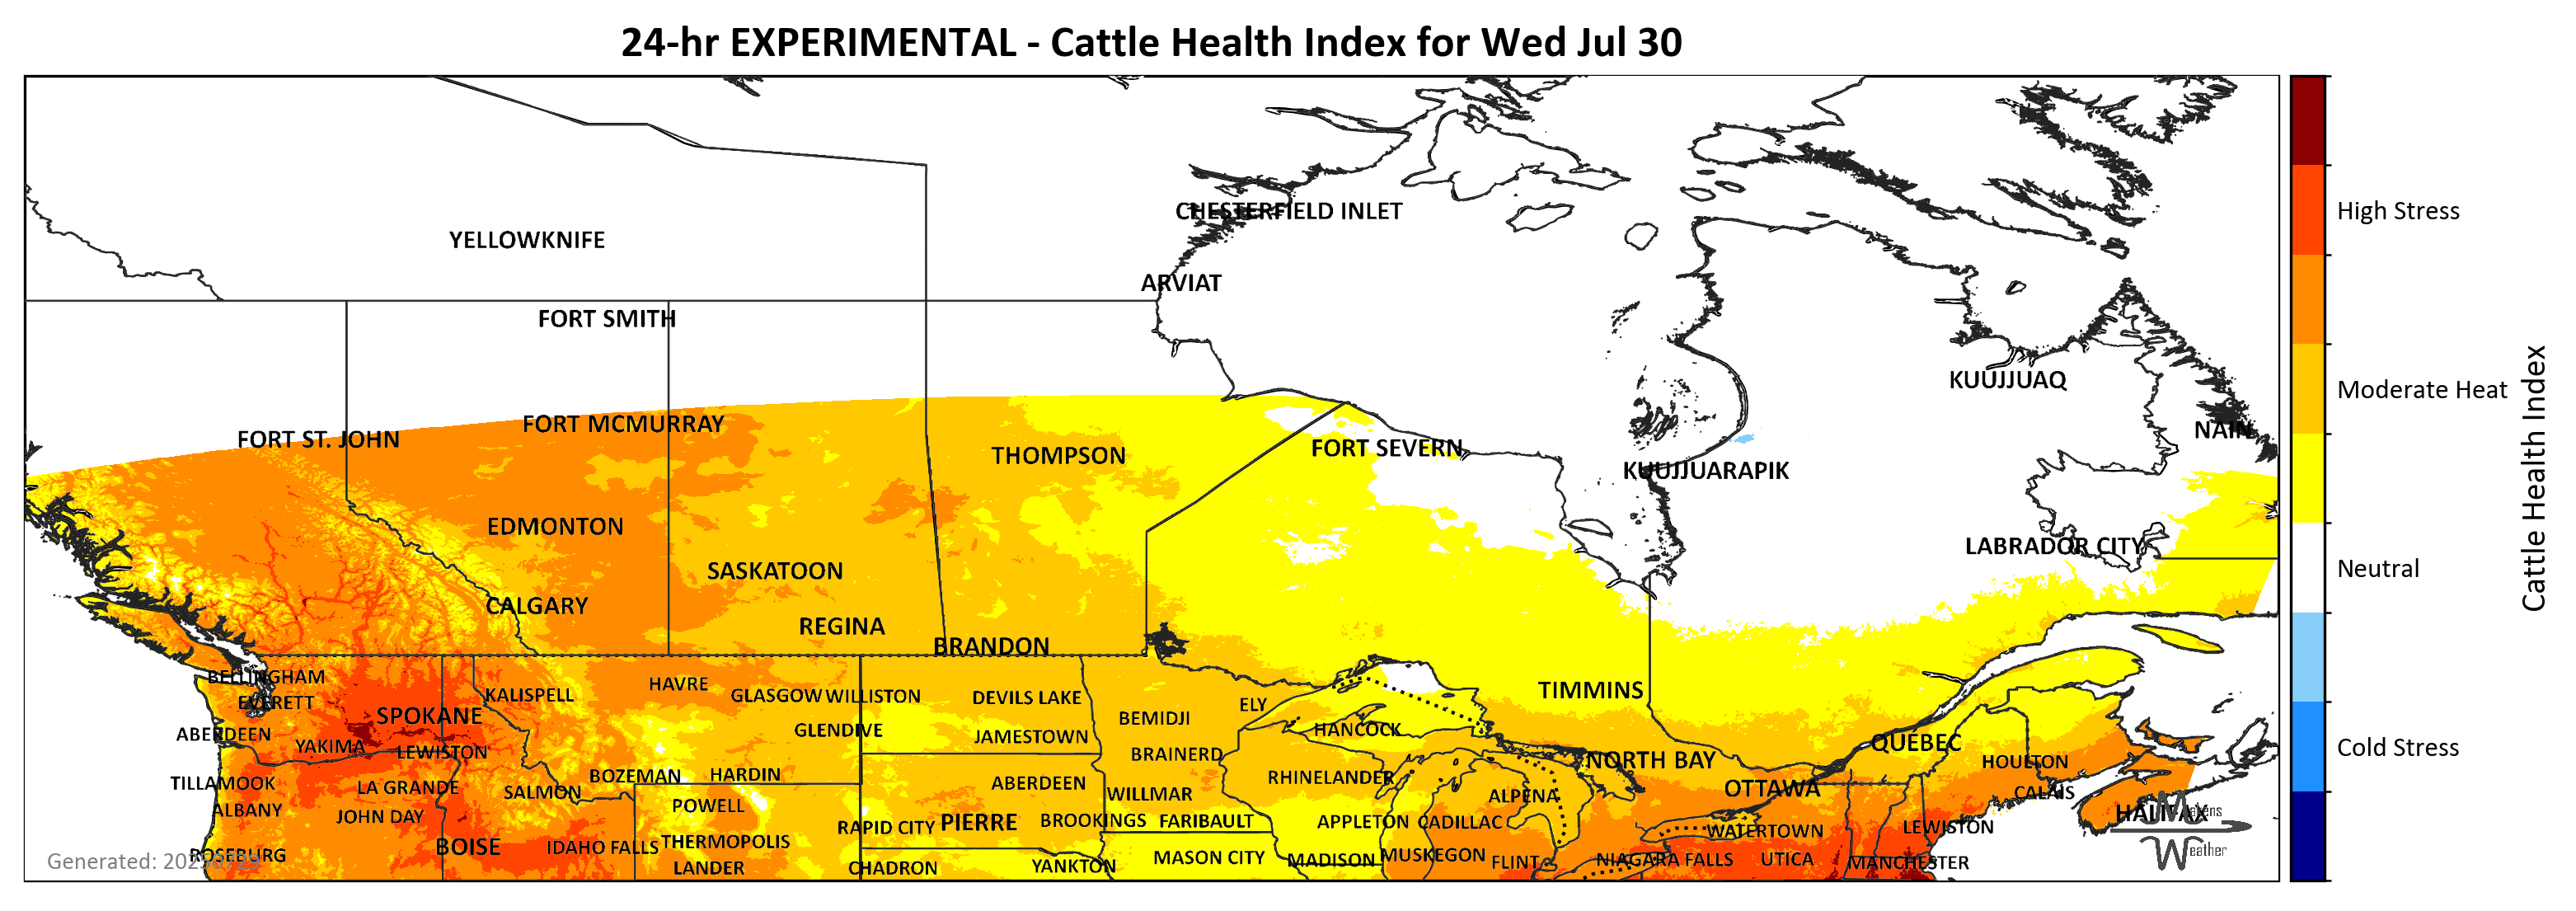 24-hr EXPERIMENTAL - Cattle Health Index for Wed Jul 30
CHESTERFIELD INLET
YELLOWKNIFE
High Stress
ARVIAT
FORT SMITH
KUUJJUAQ
Moderate Heat
FORT MCMURRAY
NAIN
FORT ST. JOHN
FORT SEVERN
THOMPSON
KUUJJUARAPIK
Cattle Health Index
EDMONTON
LABRADOR CITY
SASKATOON
Neutral
CALGARY
REGINA
BRANDON
BELLINGHAM
HAVRE
KALISPELL
GLASGOW
WILLISTON
DEVILS LAKE
TIMMINS
EVERETT
ELY
SPOKANE
BEMIDJI
GLENDIVE
HANCOCK
ABERDEEN
JAMESTOWN
QUEBEC
YAKIMA
LEWISTON
BRAINERD
Cold Stress
NORTH BAY
HOULTON
BOZEMAN
HARDIN
RHINELANDER
TILLAMOOK
LA GRANDE
SALMON
ABERDEEN
WILLMAR
ALPENA
OTTAWA
CALAIS
ALBANY
POWELL
JOHN DAY
HALIFAX
Makens
Weather
RAPID CITY
PIERRE
BROOKINGS
FARIBAULT
APPLETON
CADILLAC
WATERTOWN
LEWISTON
BOISE
IDAHO FALLS
THERMOPOLIS
ROSEBURG
MASON CITY
MADISON
MUSKEGON
FLINT
NIAGARA FALLS
UTICA
MANCHESTER
LANDER
CHADRON
YANKTON
Generated: